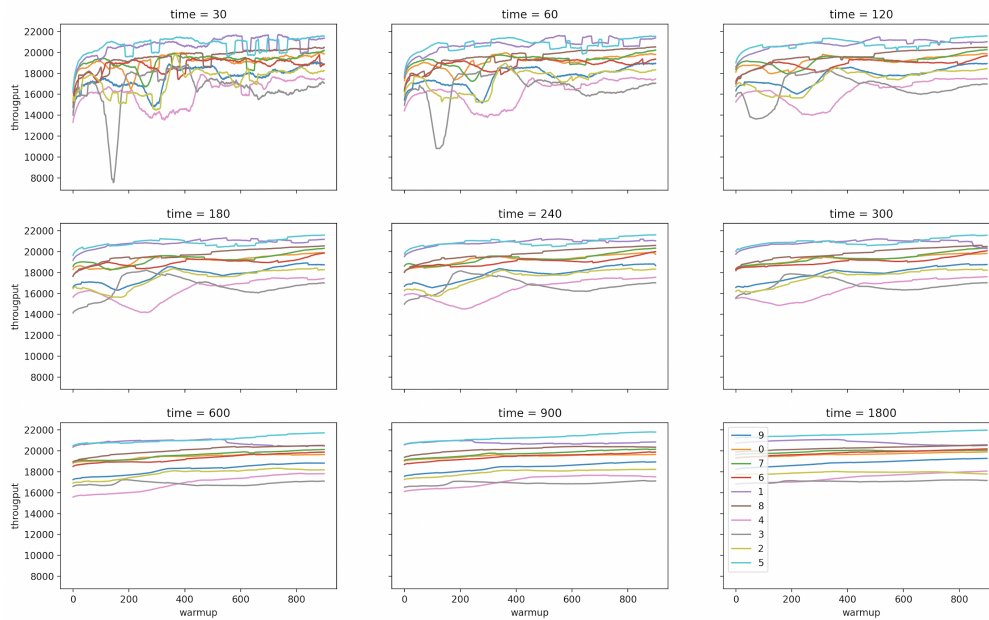 time = 30
time = 60
time = 120
througput
22000
20000
18000
16000
14000
12000
10000
8000
time = 180
time = 240
time = 300
througput
22000
20000
18000
16000
14000
12000
10000
8000
time = 600
time = 900
time = 1800
througput
22000
20000
18000
16000
14000
12000
10000
8000
9
0
7
6
1
8
4
3
2
5
0 200 400 600 800
0 200 400 600 800
0 200 400 600 800
warmup
warmup
warmup